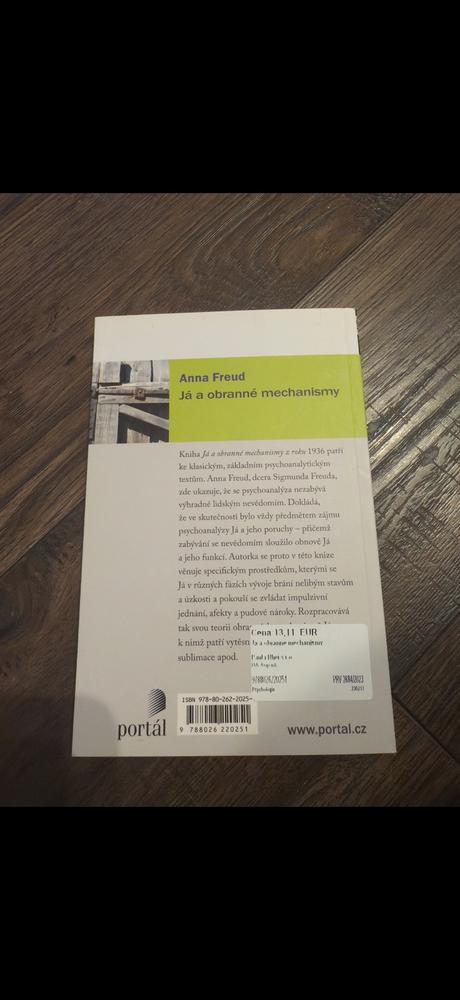 Anna Freud
Já a obranné mechanismy
Kniha Já a obranné mechanismy z roku 1936 patří
ke klasickým, základním psychoanalytickým
textům. Anna Freud, dcera Sigmunda Freuda,
zde ukazuje, že se psychoanalýza nezabývá
výhradně lidským nevědomím. Dokládá,
že ve skutečnosti bylo vždy předmětem zájmu
psychoanalýzy Já a jeho poruchy – přičemž
zabývání se nevědomím sloužilo obnově Já
a jeho funkcí. Autorka se proto v této knize
věnuje specifickým prostředkům, kterými se
Já v různých fázích vývoje brání nelibým stavům
a úzkosti a pokouší se zvládat impulzivní
jednání, afekty a pudové nároky. Rozpracovává
tak svou teorii
k nimž patří
sublimace apod.
Cena 13,11 EUR
Ja a obranne mechanismy
9788026220251
Psychologia
ISBN 978-80-262-2025-
9 788026 220251
portál
www.portal.cz